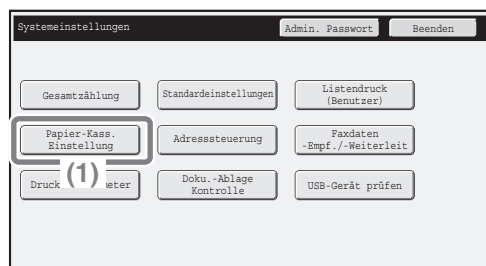 Systemeinstellungen
Admin. Passwort
Beenden
Gesamtzählung
Standardeinstellungen
Listendruck
(Benutzer)
Papier-Kass.
Einstellung
Adresssteuerung
Faxdaten
-Empf./-Weiterleit
(1)
Druck
eter
Doku.-Ablage
Kontrolle
USB-Gerät prüfen